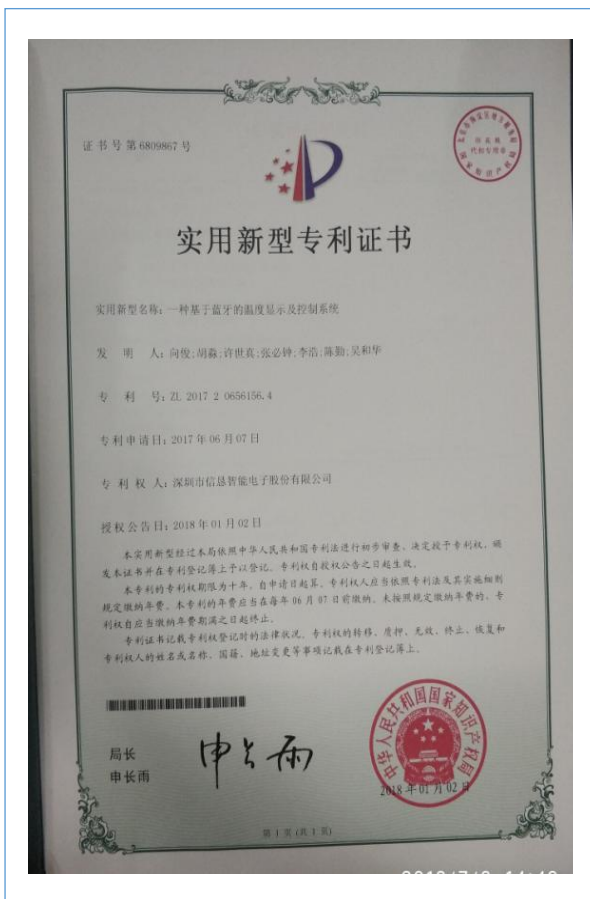 证书号第6809867号
实用新型专利证书
实用新型名称：一种基于蓝牙的温度显示及控制系统
发 明 人：向俊;胡淼;许世真;张必钟;李浩;陈勤;吴和华
专 利 号：ZL 2017 2 0656156.4
专利申请日：2017年06月07日
专 利 权 人：深圳市信恳智能电子股份有限公司
授权公告日：2018年01月02日
本实用新型经过本局依照中华人民共和国专利法进行初步审查，决定授予专利权，颁
发本证书并在专利登记簿上予以登记。专利权自授权公告之日起生效。
本专利的专利权期限为十年，自申请日起算。专利权人应当依照专利法及其实施细则
规定缴纳年费。本专利的年费应当在每年06月07日前缴纳。未按照规定缴纳年费的，专
利权自应当缴纳年费期满之日起终止。
专利证书记载专利权登记时的法律状况。专利权的转移、质押、无效、终止、恢复和
专利权人的姓名或名称、国籍、地址变更等事项记载在专利登记簿上。
局长
申长雨
申长雨
中华人民共和国国家知识产权局
2018年01月02日
第1页(共1页)